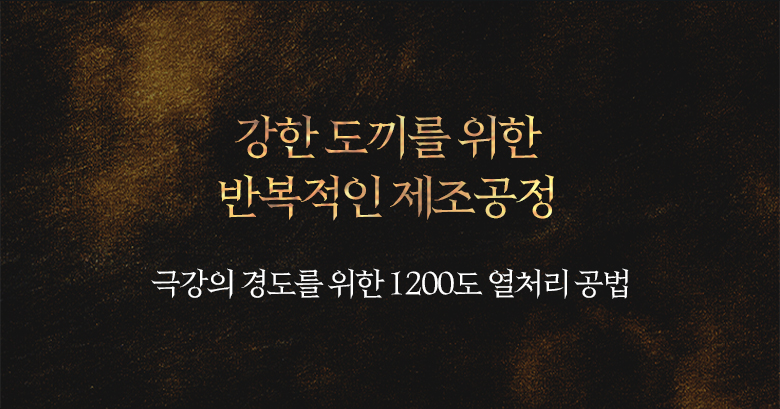 강한 도끼를 위한
반복적인 제조공정
극강의 경도를 위한 1200도 열처리 공법